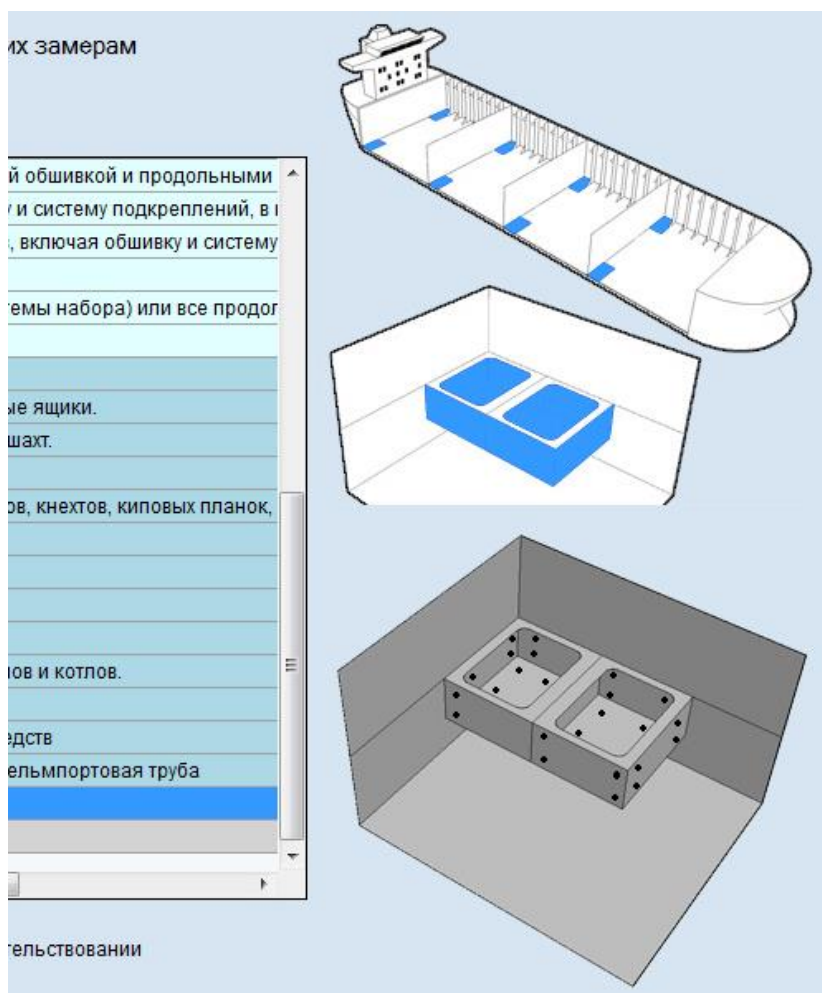 их замерам
й обшивкой и продольными
у и систему подкреплений, в
, включая обшивку и систему
темы набора) или все продол
ые ящики.
шахт.
ов, кнехтов, киповых планок,
нов и котлов.
едств
ельмпортовая труба
тельствовании